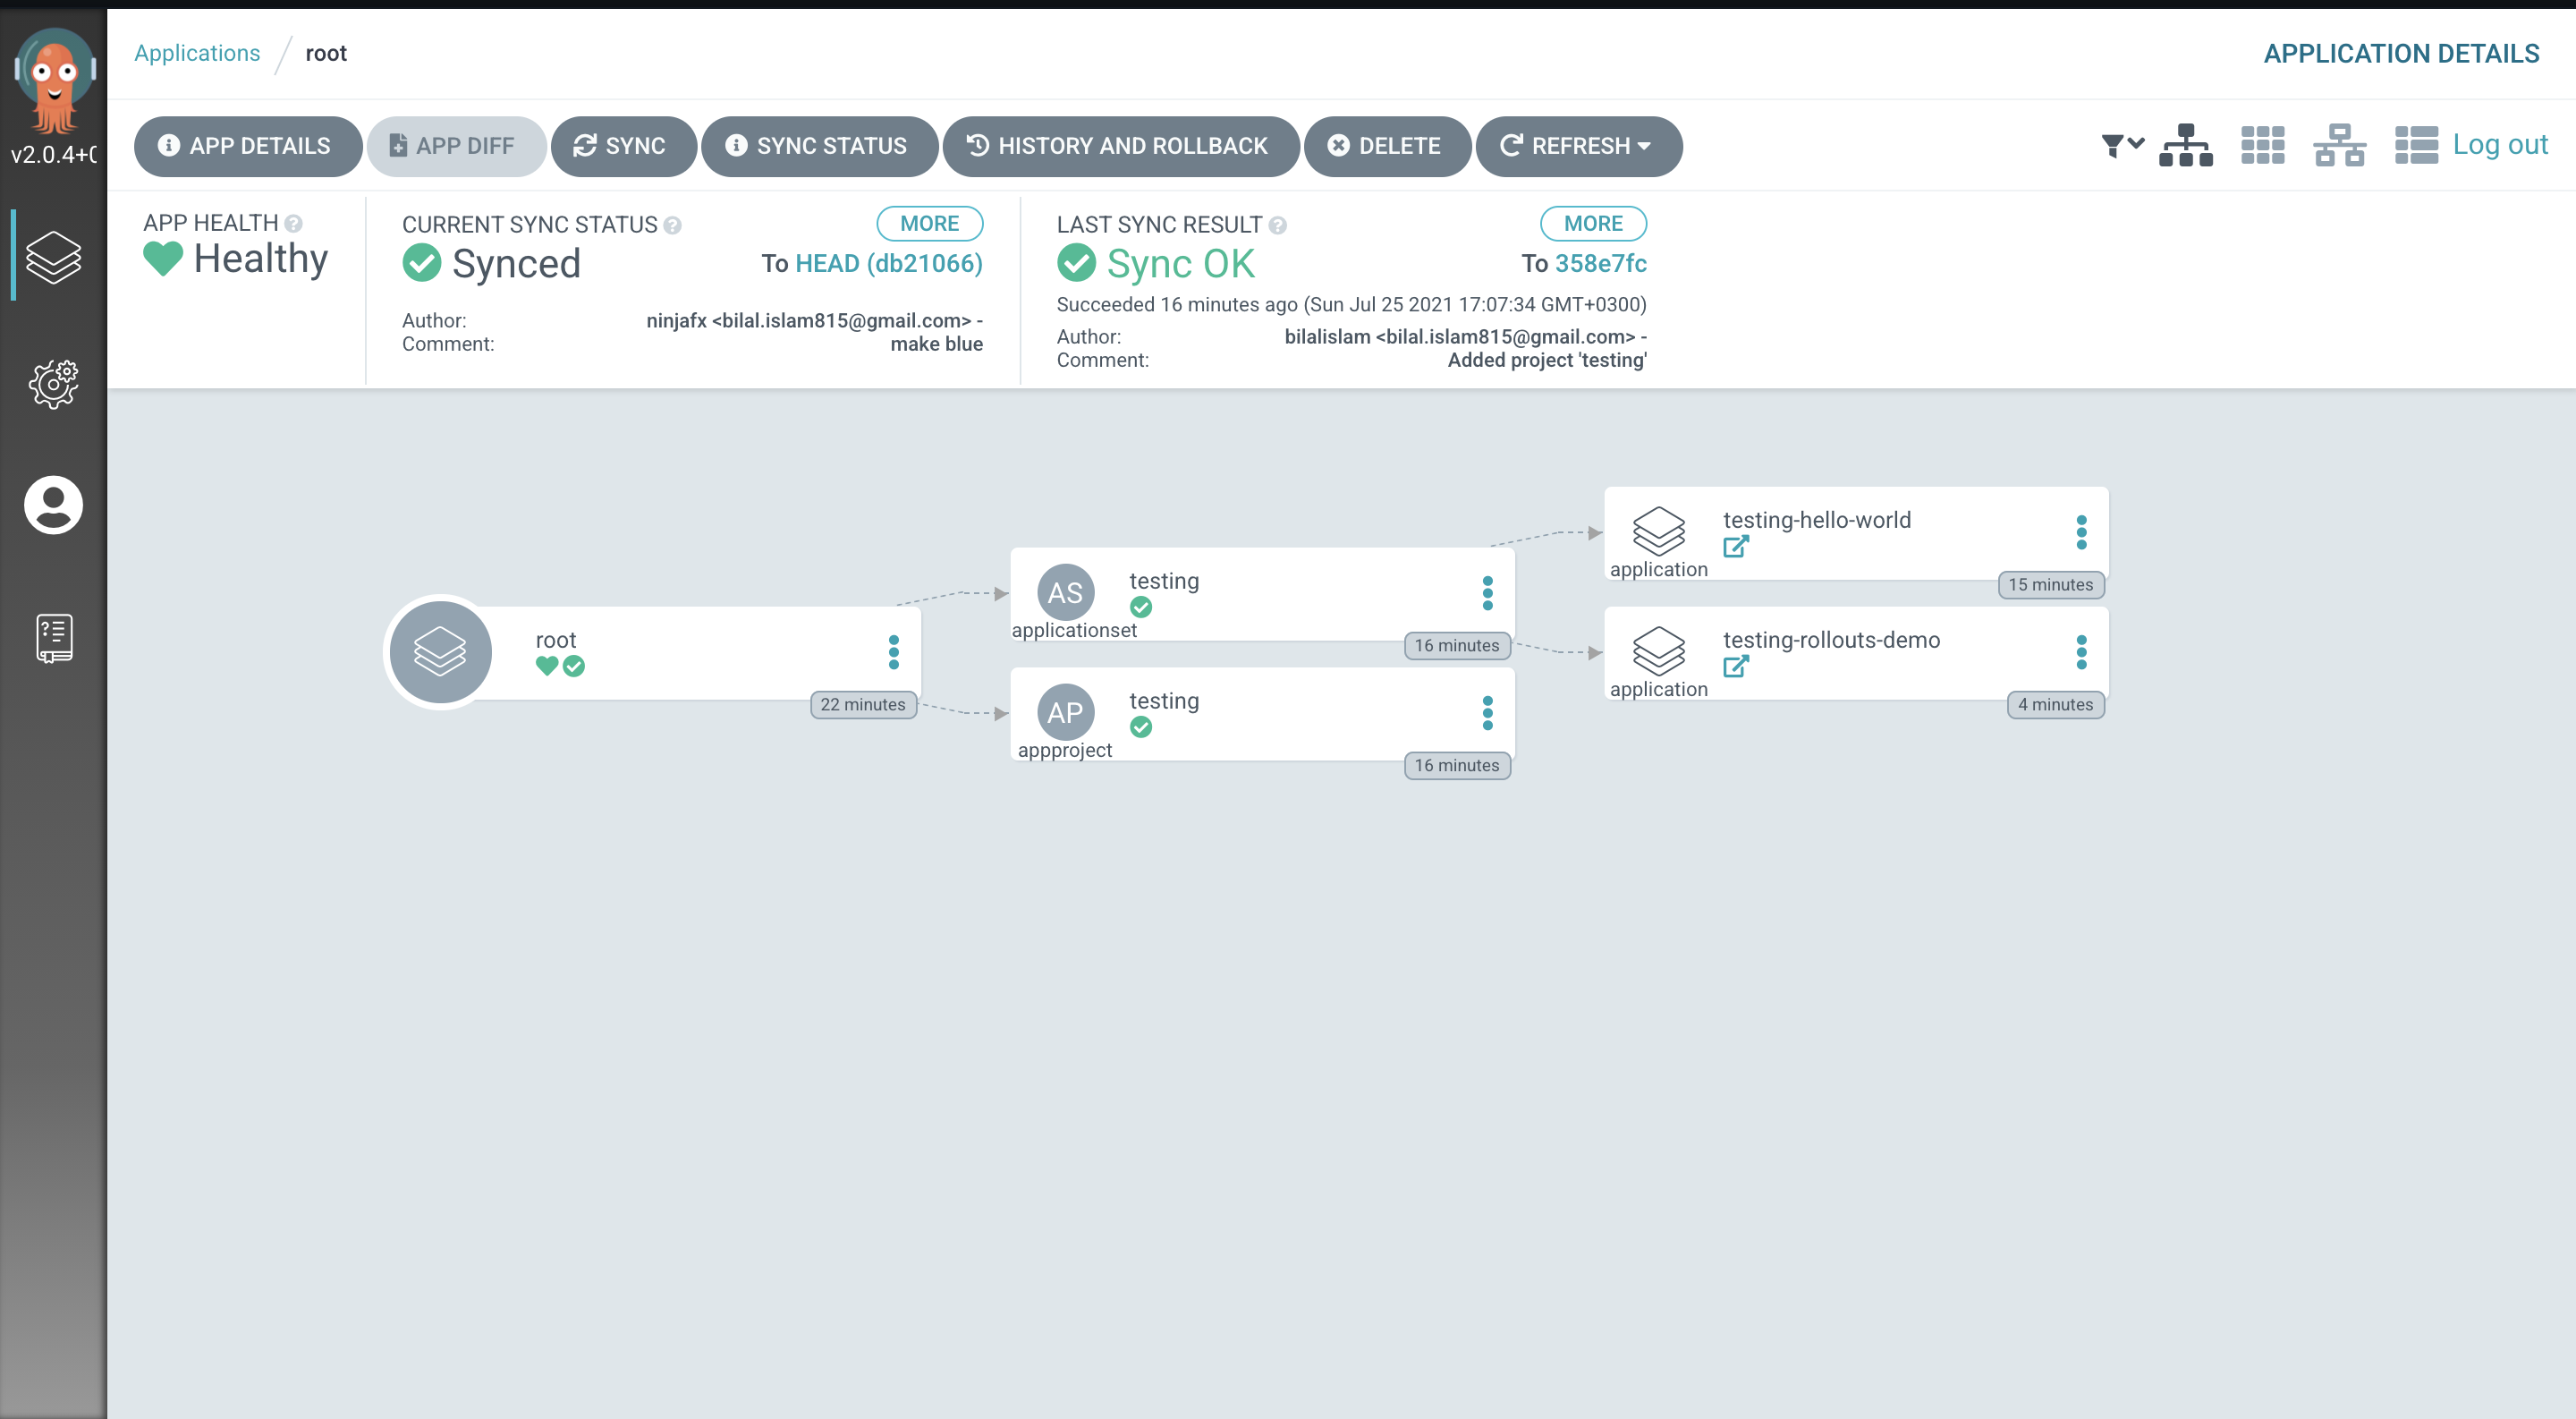 v2.0.4+0
Applications / root
APPLICATION DETAILS
APP DETAILS
APP DIFF
SYNC
SYNC STATUS
HISTORY AND ROLLBACK
DELETE
REFRESH
Log out
APP HEALTH
Healthy
CURRENT SYNC STATUS
MORE
Synced
To HEAD (db21066)
Author: ninjafx <bilal.islam815@gmail.com> -
Comment: make blue
LAST SYNC RESULT
MORE
Sync OK
To 358e7fc
Succeeded 16 minutes ago (Sun Jul 25 2021 17:07:34 GMT+0300)
Author: bilalislam <bilal.islam815@gmail.com> -
Comment: Added project 'testing'
root
22 minutes
AS
applicationset
testing
16 minutes
AP
appproject
testing
16 minutes
application
testing-hello-world
15 minutes
application
testing-rollouts-demo
4 minutes